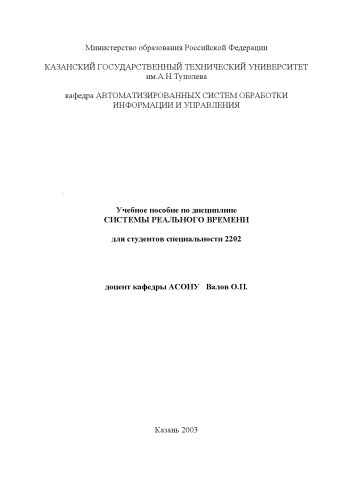 Министерство образования Российской Федерации
КАЗАНСКИЙ ГОСУДАРСТВЕННЫЙ ТЕХНИЧЕСКИЙ УНИВЕРСИТЕТ
им.А.Н.Туполева
кафедра АВТОМАТИЗИРОВАННЫХ СИСТЕМ ОБРАБОТКИ
ИНФОРМАЦИИ И УПРАВЛЕНИЯ
Учебное пособие по дисциплине
СИСТЕМЫ РЕАЛЬНОГО ВРЕМЕНИ
для студентов специальности 2202
доцент кафедры АСОИУ Валов О.П.
Казань 2003